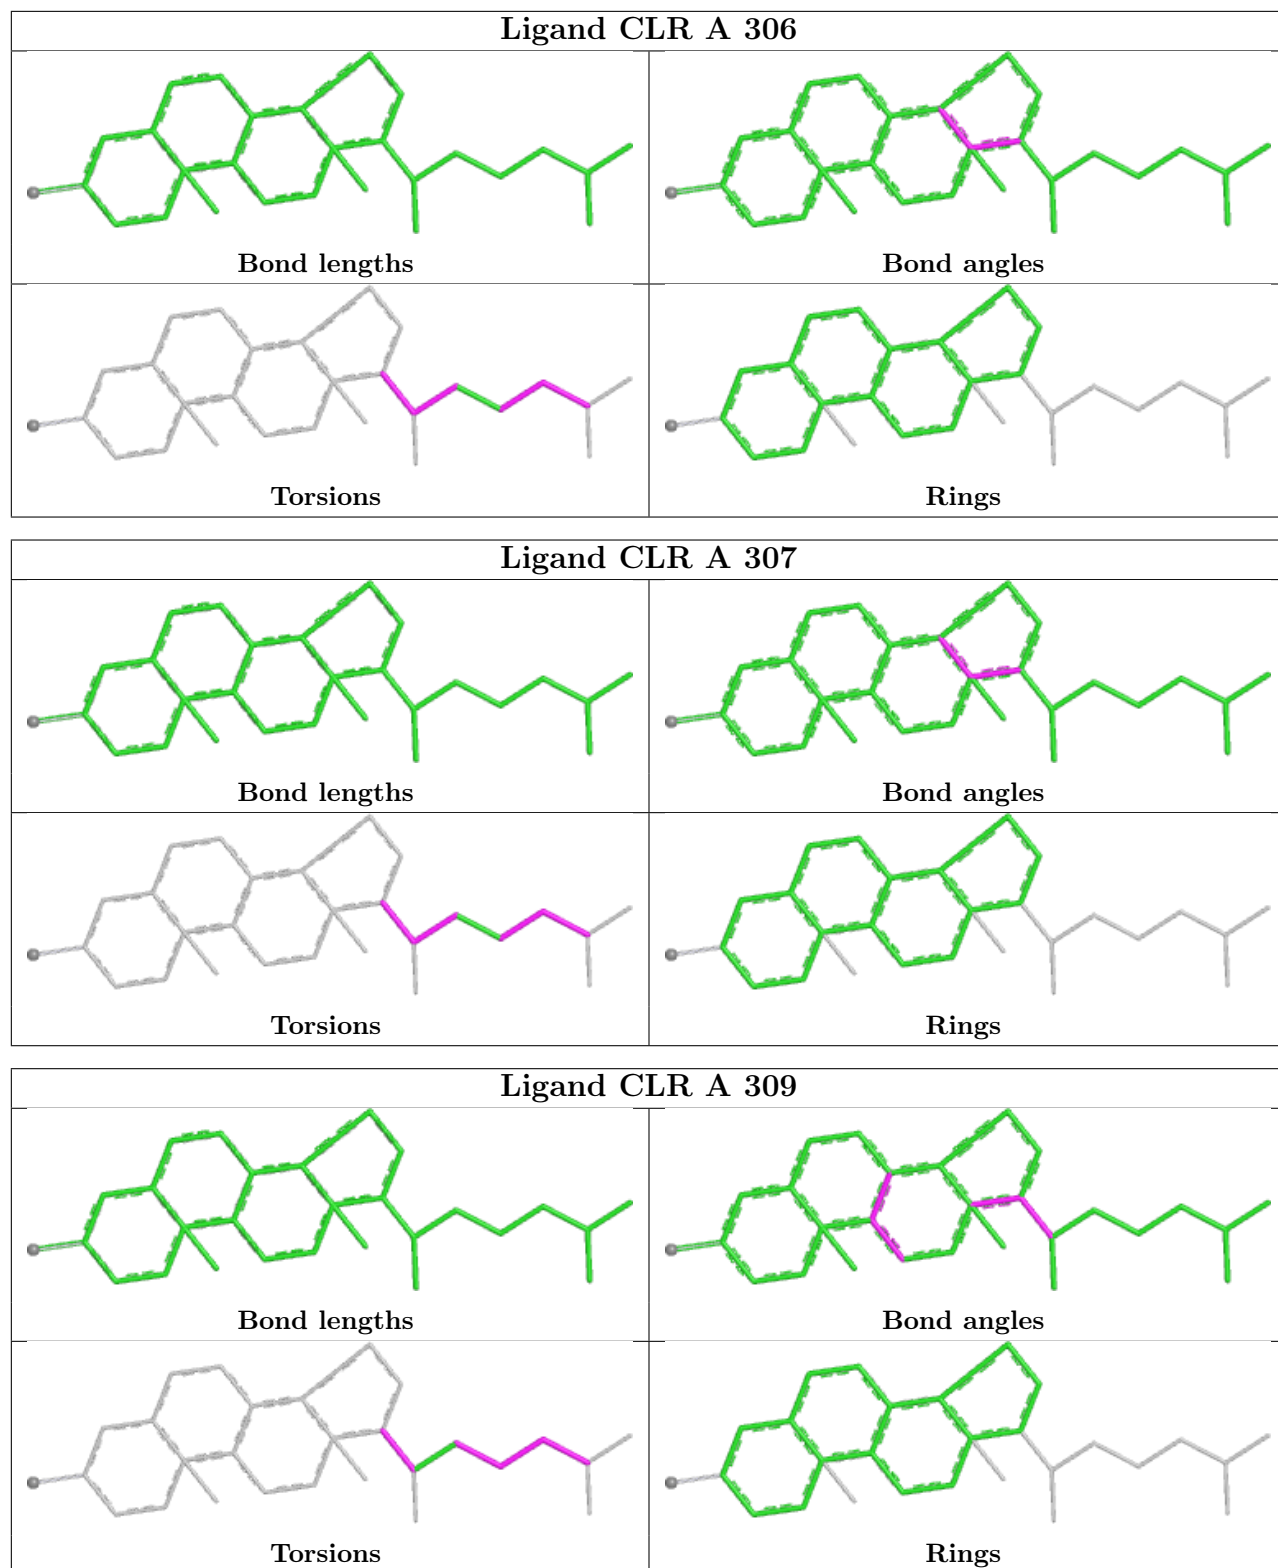 Ligand CLR A 306
Bond lengths
Bond angles
Torsions
Rings
Ligand CLR A 307
Bond lengths
Bond angles
Torsions
Rings
Ligand CLR A 309
Bond lengths
Bond angles
Torsions
Rings